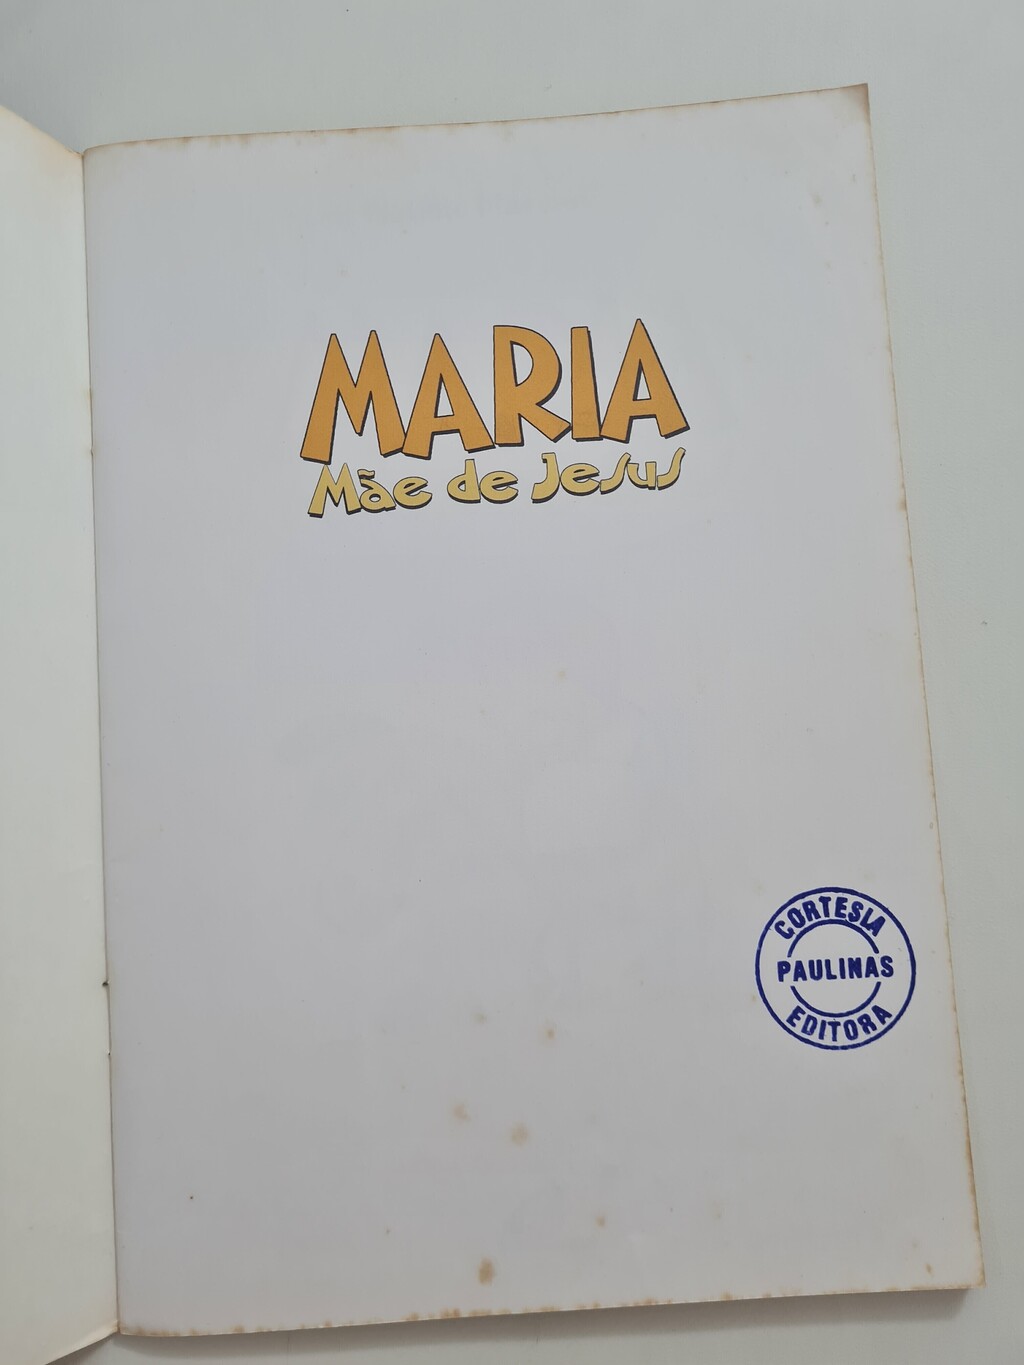 MARIA
Mãe de Jesus
CORTESIA
PAULINAS
EDITORA